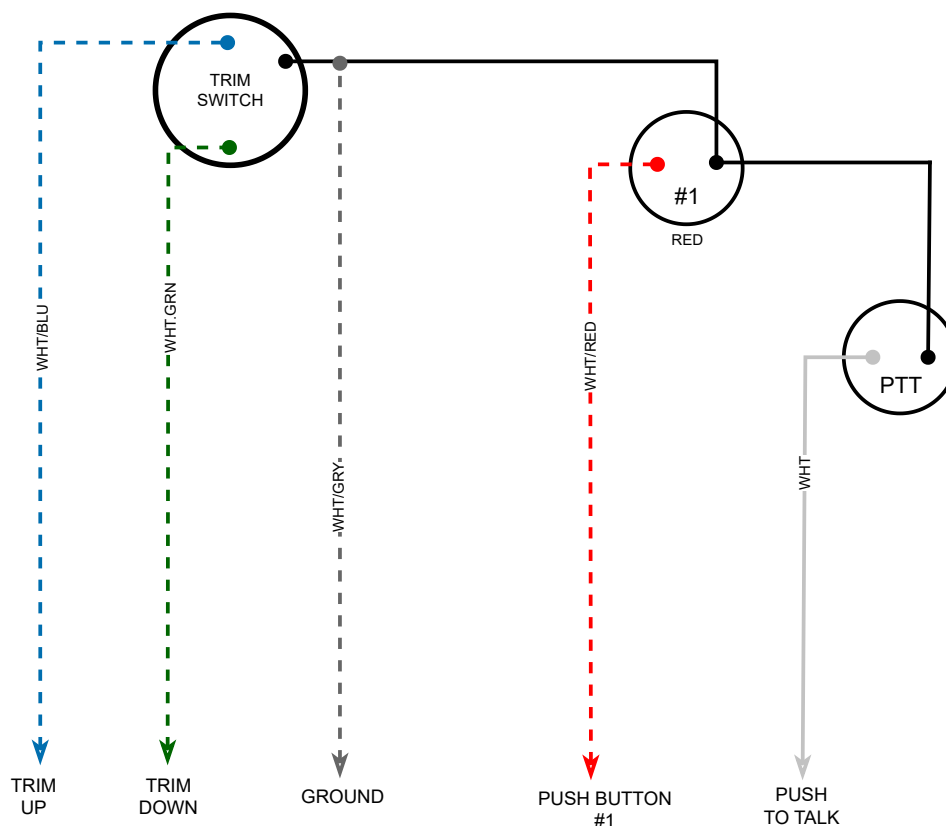 TRIM
SWITCH
#1
RED
WHT/BLU
WHT.GRN
WHT/RED
PTT
WHT/GRY
WHT
TRIM
UP
TRIM
DOWN
GROUND
PUSH BUTTON
#1
PUSH
TO TALK